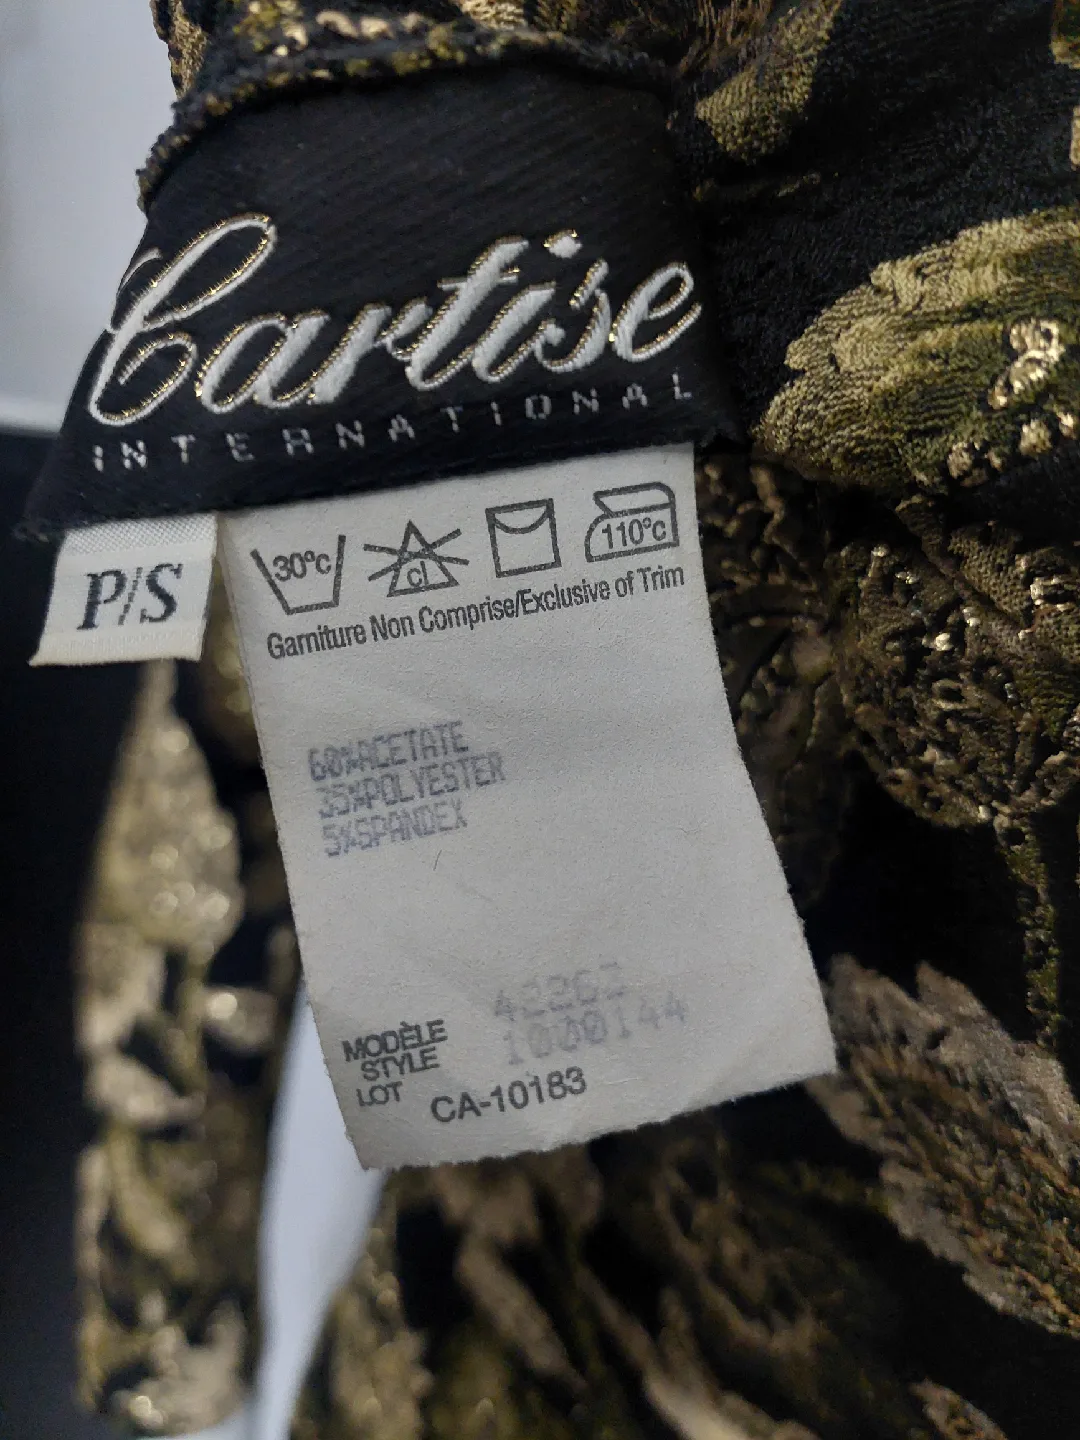 Cartise
INTERNATIONAL
P/S
30°c cl 110°c
Garniture Non Comprise/Exclusive of Trim
60%ACETATE
35%POLYESTER
5%SPANDEX
42262
MODÈLE 1000144
STYLE
LOT CA-10183